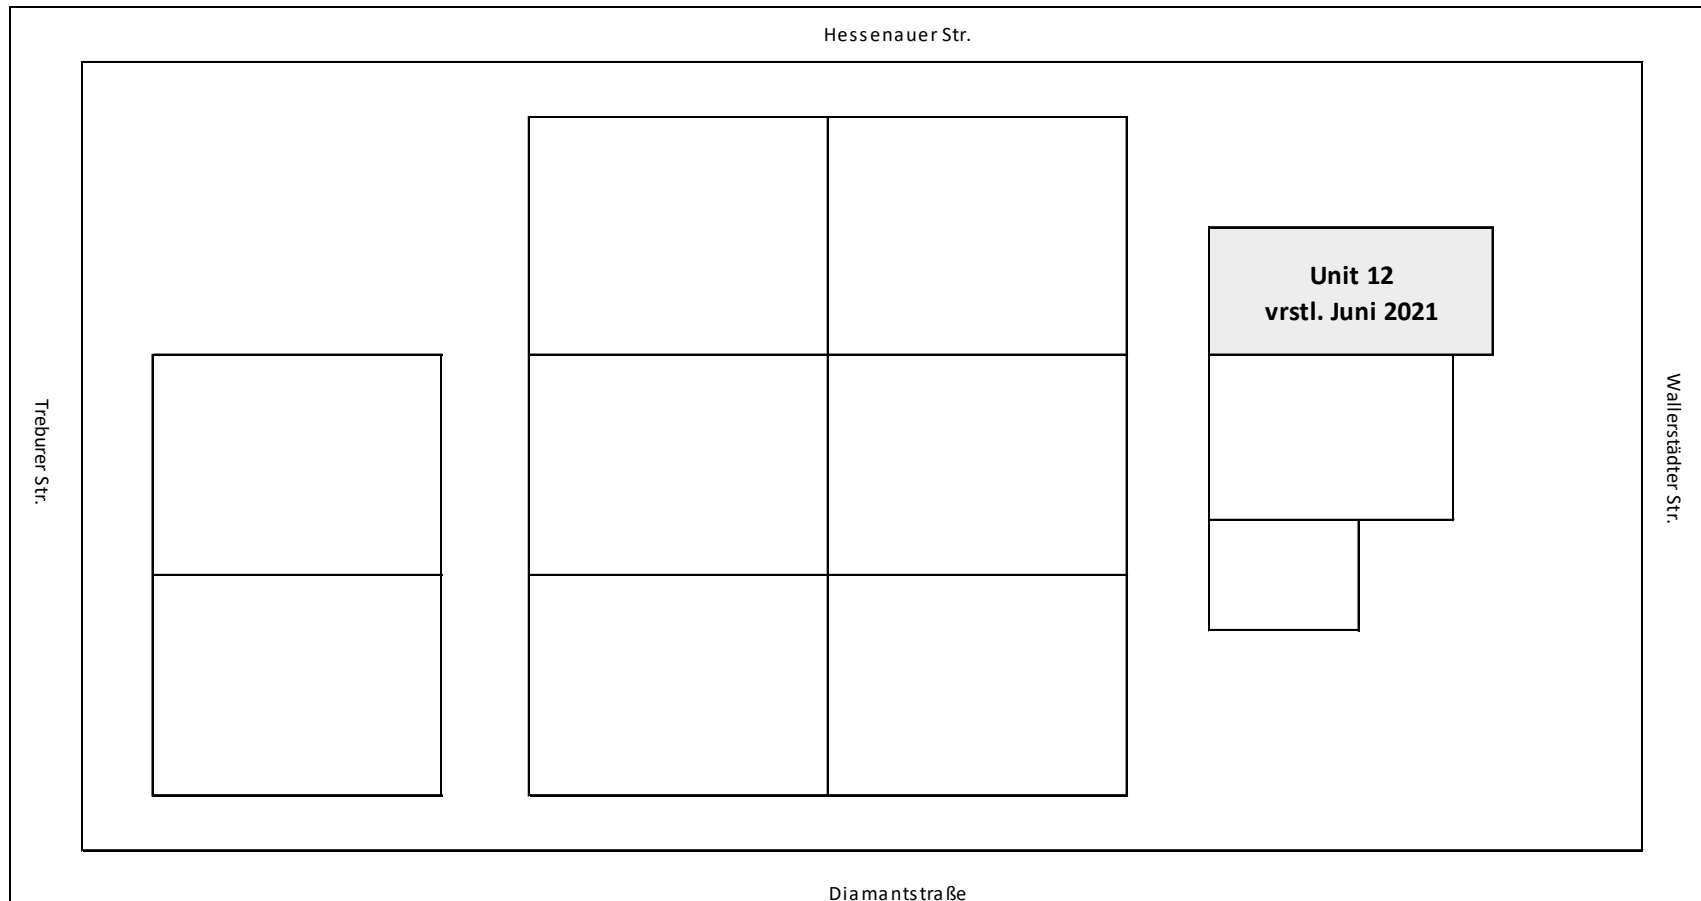 Hessenauer Str.
Unit 12
vrstl. Juni 2021
Treburer Str.
Wallerstädter Str.
Diamantstraße